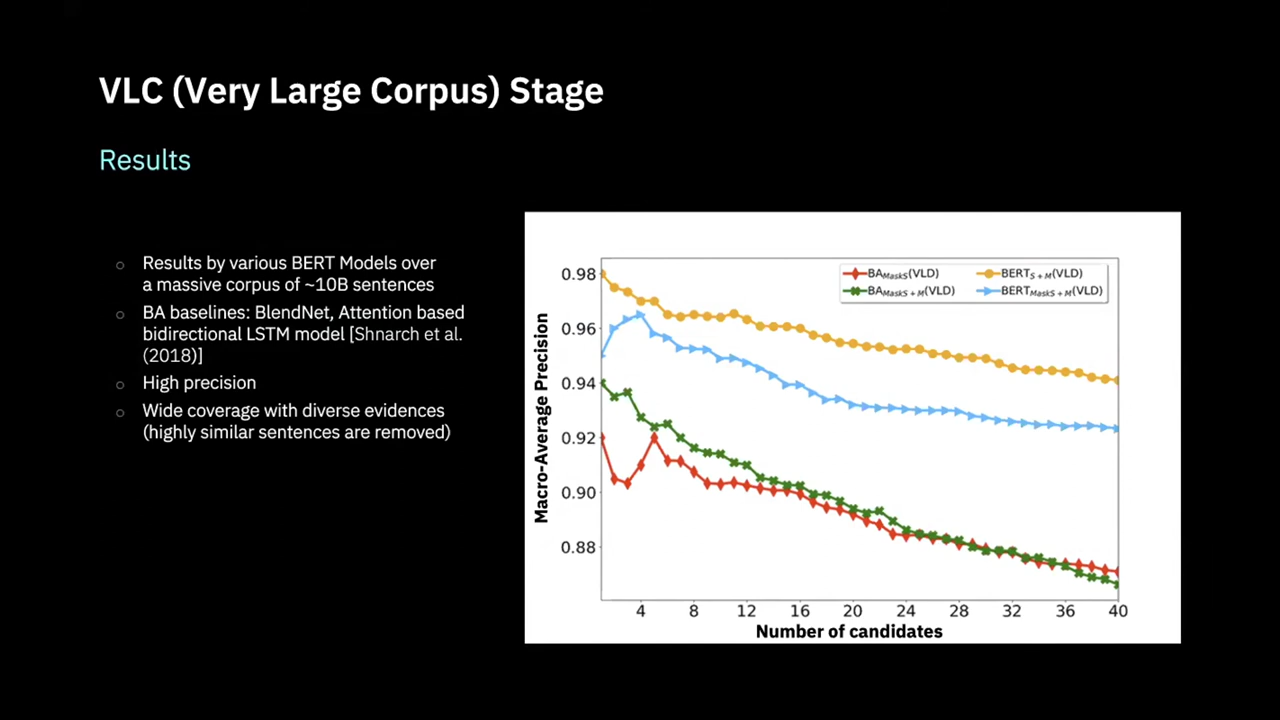 VLC (Very Large Corpus) Stage
Results
Results by various BERT Models over
a massive corpus of ~10B sentences
BA baselines: BlendNet, Attention based
bidirectional LSTM model [Shnarch et al.
(2018)]
High precision
Wide coverage with diverse evidences
(highly similar sentences are removed)
BA_MaskS(VLD)
BERT_S+M(VLD)
BA_MaskS+M(VLD)
BERT_MaskS+M(VLD)
Macro-Average Precision
0.98
0.96
0.94
0.92
0.90
0.88
4 8 12 16 20 24 28 32 36 40
Number of candidates